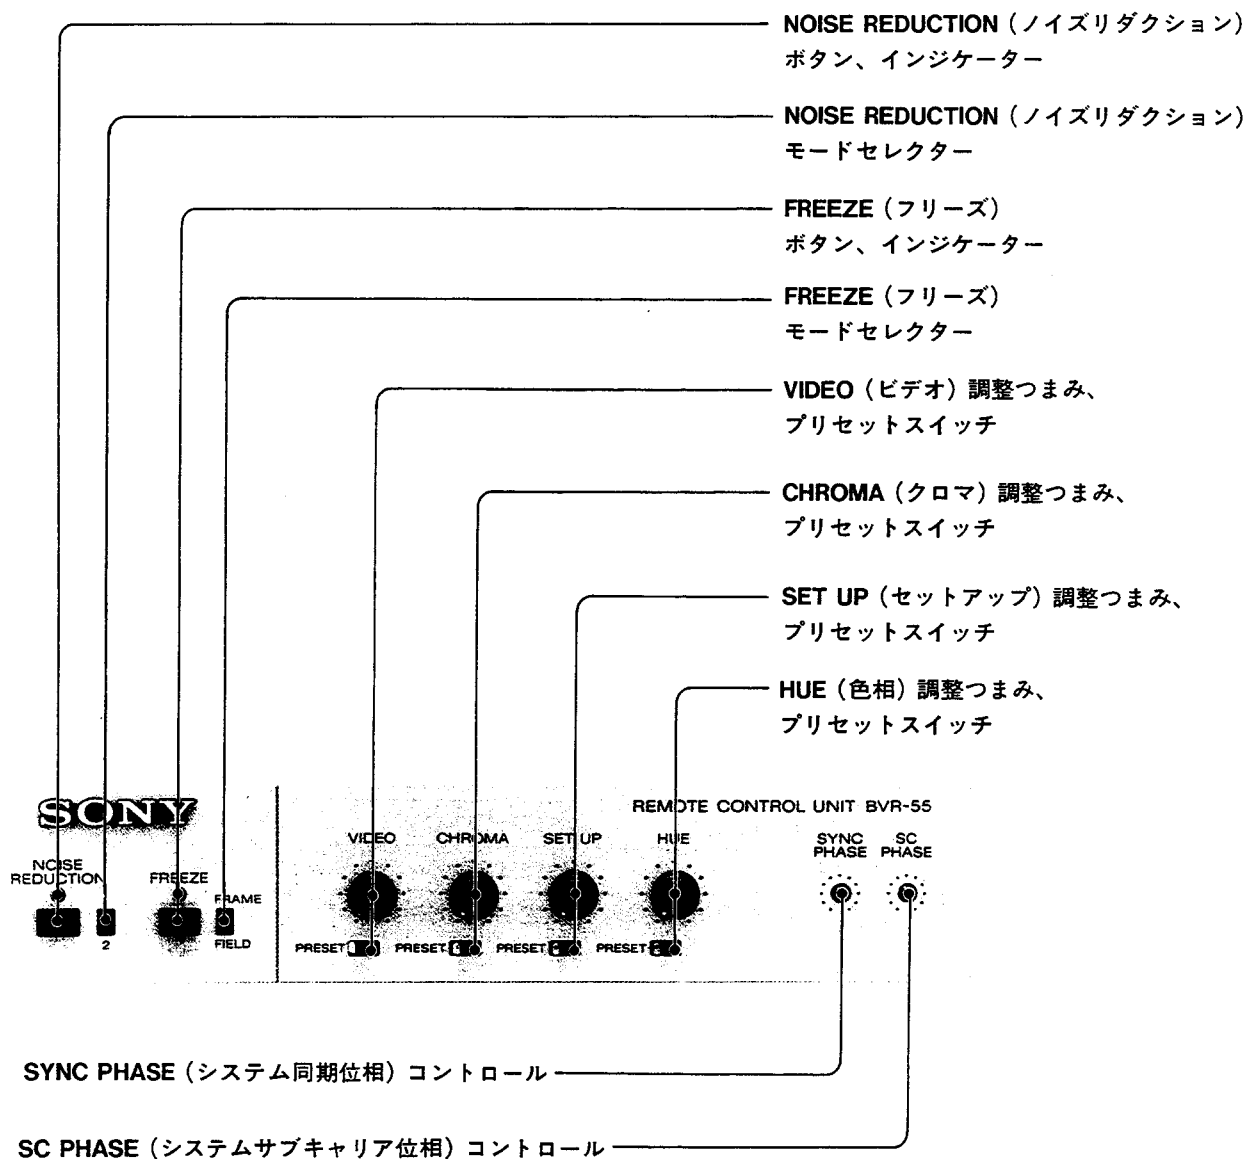 NOISE REDUCTION (ノイズリダクション)
ボタン、インジケーター
NOISE REDUCTION (ノイズリダクション)
モードセレクター
FREEZE (フリーズ)
ボタン、インジケーター
FREEZE (フリーズ)
モードセレクター
VIDEO (ビデオ) 調整つまみ、
プリセットスイッチ
CHROMA (クロマ) 調整つまみ、
プリセットスイッチ
SET UP (セットアップ) 調整つまみ、
プリセットスイッチ
HUE (色相) 調整つまみ、
プリセットスイッチ
SONY
REMOTE CONTROL UNIT BVR-55
VIDEO CHROMA SET UP HUE SYNC PHASE SC PHASE
NOISE REDUCTION
FREEZE
FRAME
2
FIELD
PRESET PRESET PRESET PRESET
SYNC PHASE (システム同期位相) コントロール
SC PHASE (システムサブキャリア位相) コントロール